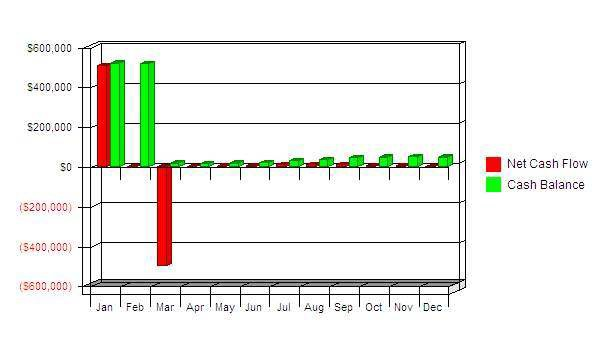 $600,000
$400,000
$200,000
$0
($200,000)
($400,000)
($600,000)
Jan Feb Mar Apr May Jun Jul Aug Sep Oct Nov Dec
Net Cash Flow
Cash Balance